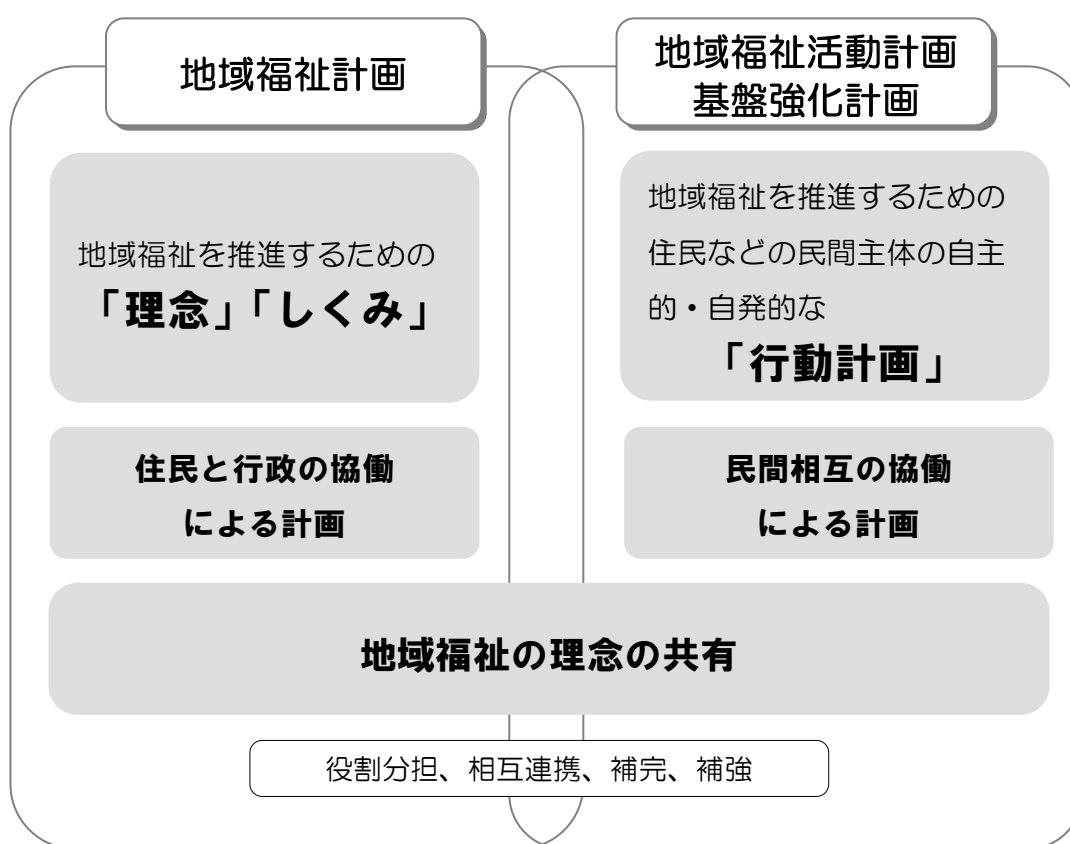 地域福祉計画
地域福祉を推進するための
「理念」「しくみ」
住民と行政の協働
による計画
地域福祉活動計画
基盤強化計画
地域福祉を推進するための
住民などの民間主体の自主
的・自発的な
「行動計画」
民間相互の協働
による計画
地域福祉の理念の共有
役割分担、相互連携、補完、補強